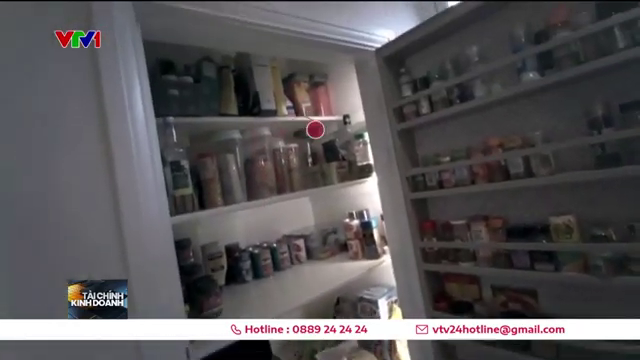 VTV1
TÀI CHÍNH
KINH DOANH
Hotline : 0889 24 24 24
vtv24hotline@gmail.com